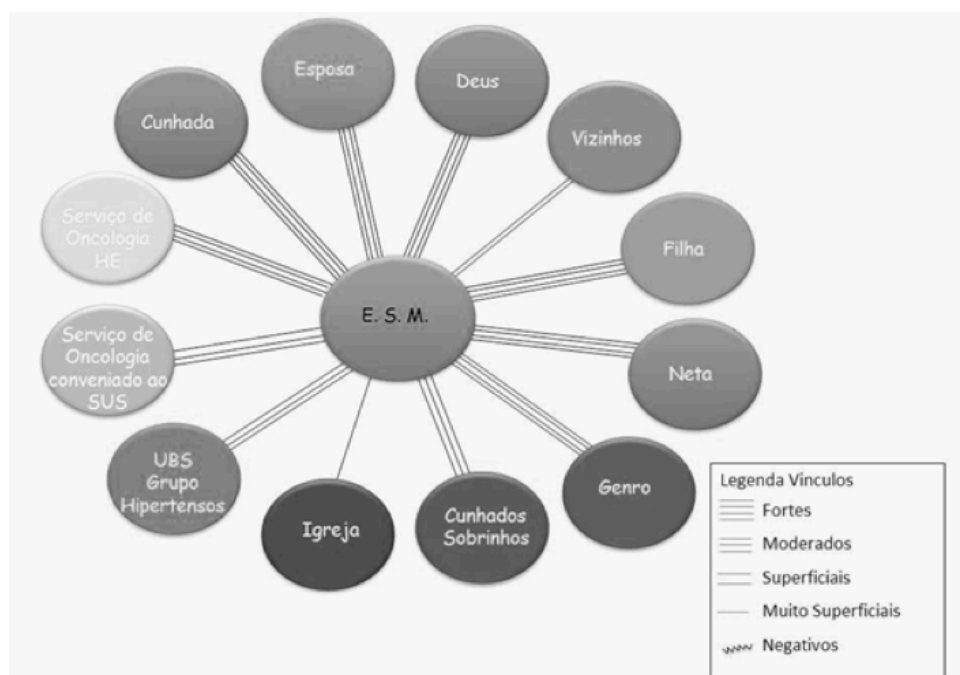 Esposa
Deus
Cunhada
Vizinhos
Serviço de
Oncologia
HE
Filha
E. S. M.
Serviço de
Oncologia
conveniado ao
SUS
Neta
UBS
Grupo
Hipertensos
Igreja
Cunhados
Sobrinhos
Genro
Legenda Vinculos
Fortes
Moderados
Superficiais
Muito Superficiais
Negativos